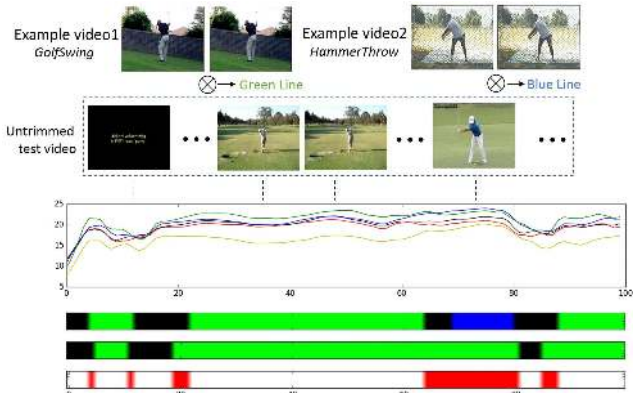 Example video1
GolfSwing
Example video2
HammerThrow
Green Line
Blue Line
Untrimmed
test video
25
20
15
10
5
0
20
40
60
80
100